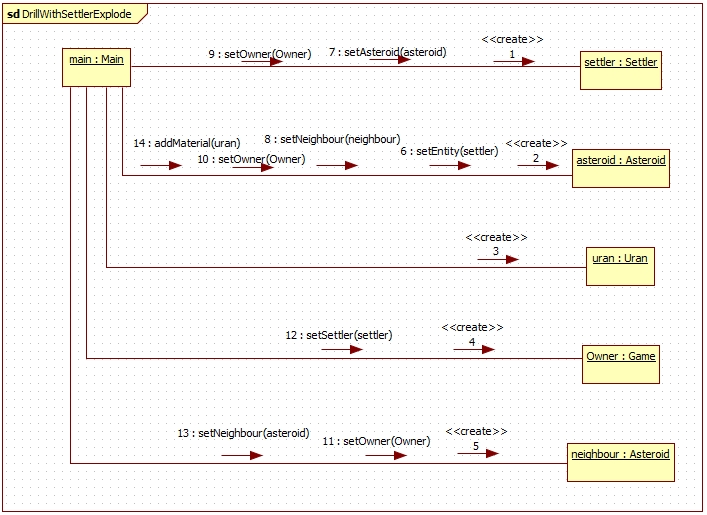 sd DrillWithSettlerExplode
main : Main
9 : setOwner(Owner)
7 : setAsteroid(asteroid)
<<create>>
1
settler : Settler
14 : addMaterial(uran)
10 : setOwner(Owner)
8 : setNeighbour(neighbour)
6 : setEntity(settler)
<<create>>
2
asteroid : Asteroid
<<create>>
3
uran : Uran
12 : setSettler(settler)
<<create>>
4
Owner : Game
13 : setNeighbour(asteroid)
11 : setOwner(Owner)
<<create>>
5
neighbour : Asteroid